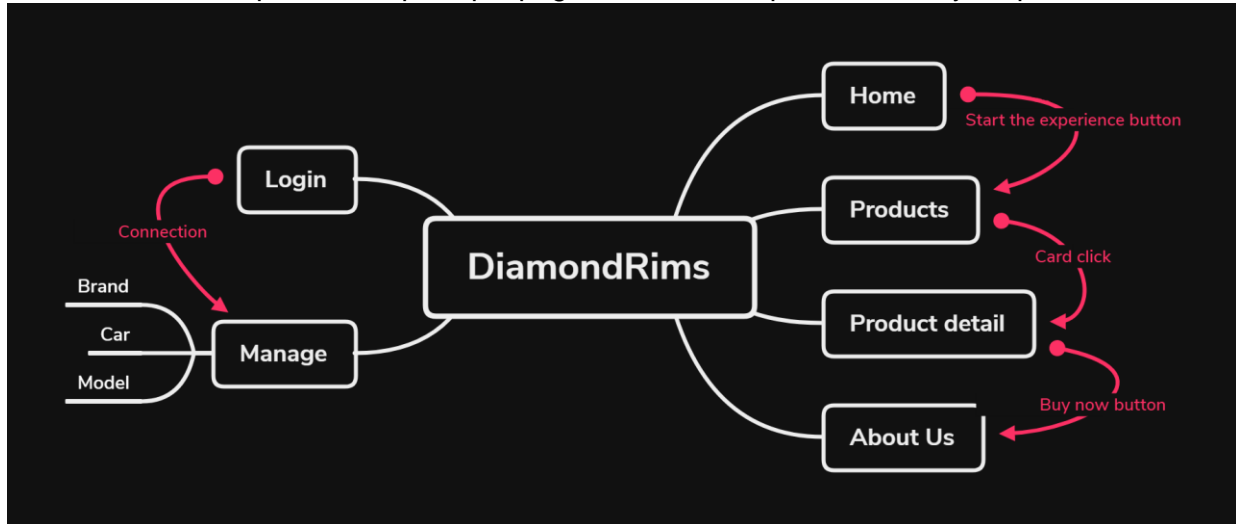 Home
Start the experience button
Login
Products
Connection
DiamondRims
Card click
Brand
Car
Product detail
Manage
Model
Buy now button
About Us